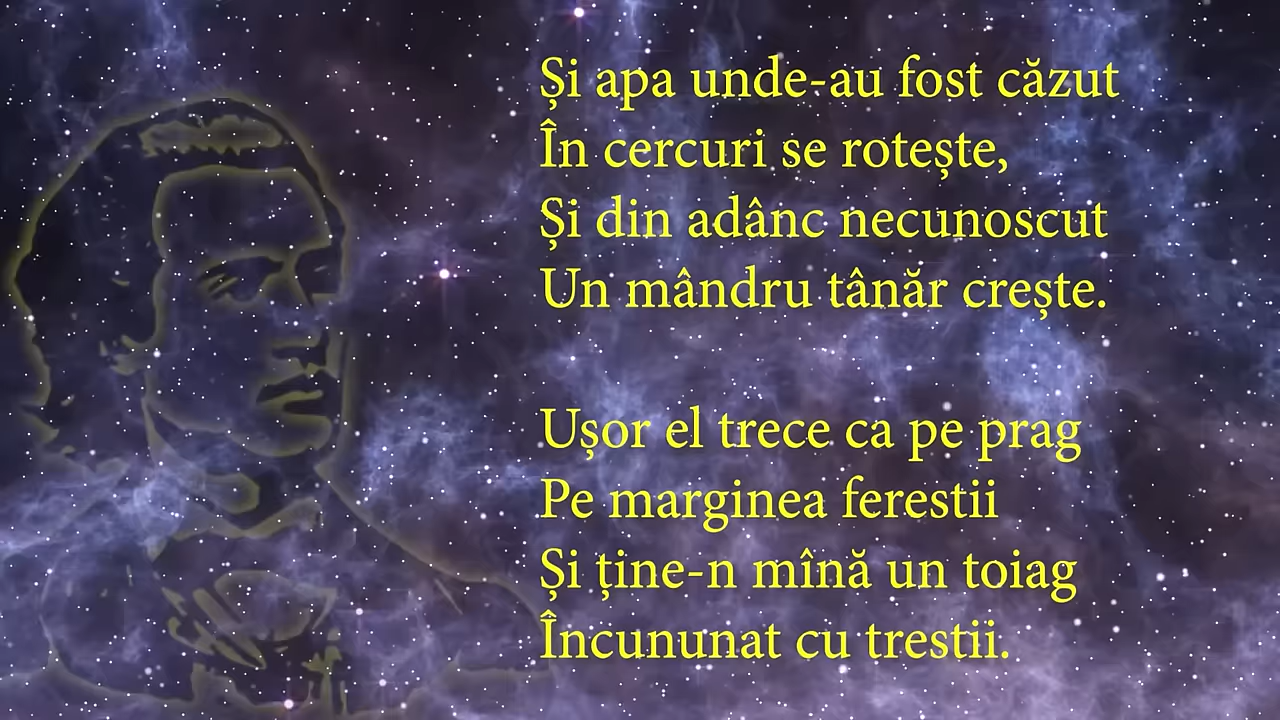 Și apa unde-au fost căzut
În cercuri se rotește,
Și din adânc necunoscut
Un mândru tânăr crește.
Ușor el trece ca pe prag
Pe marginea ferestii
Și ține-n mînă un toiag
Încununat cu trestii.